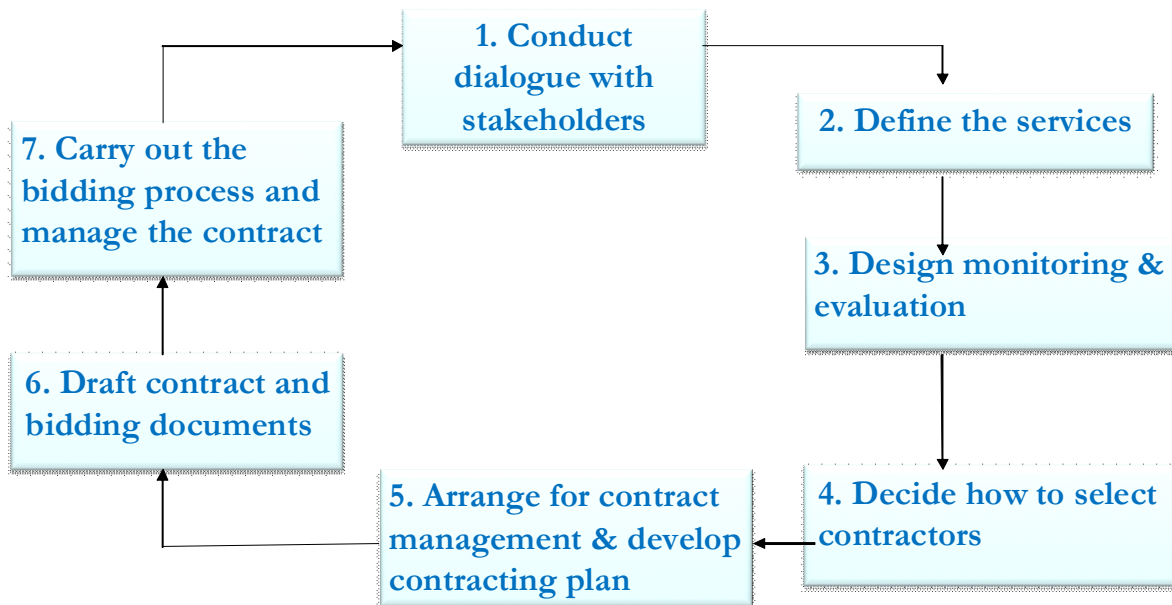 1. Conduct
dialogue with
stakeholders
2. Define the services
3. Design monitoring &
evaluation
4. Decide how to select
contractors
5. Arrange for contract
management & develop
contracting plan
6. Draft contract and
bidding documents
7. Carry out the
bidding process and
manage the contract